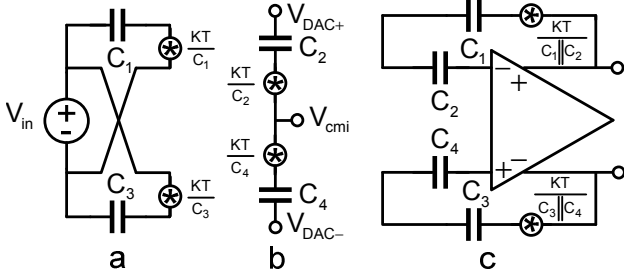 C1
KT/C1
Vin
+
-
C3
KT/C3
a
VDAC+
C2
KT/C2
Vcmi
KT/C4
C4
VDAC−
b
C1
KT/C1||C2
C2
−
+
C4
+
−
C3
KT/C3||C4
c